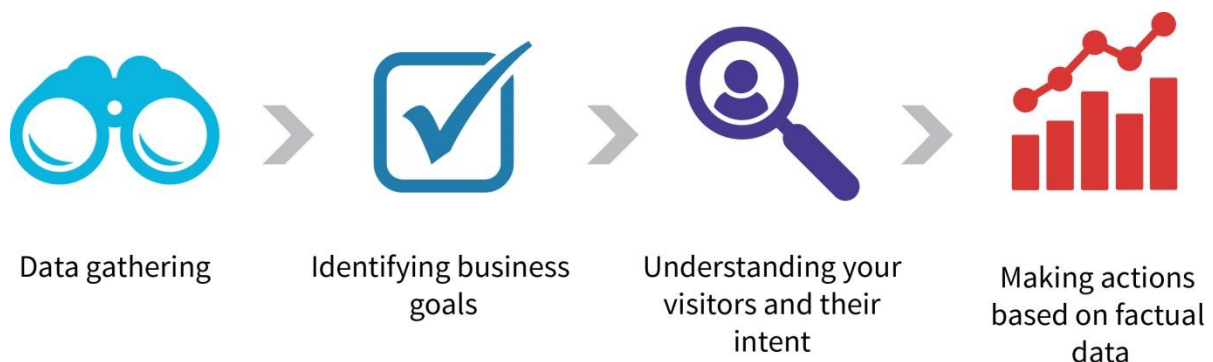 Data gathering
Identifying business
goals
Understanding your
visitors and their
intent
Making actions
based on factual
data